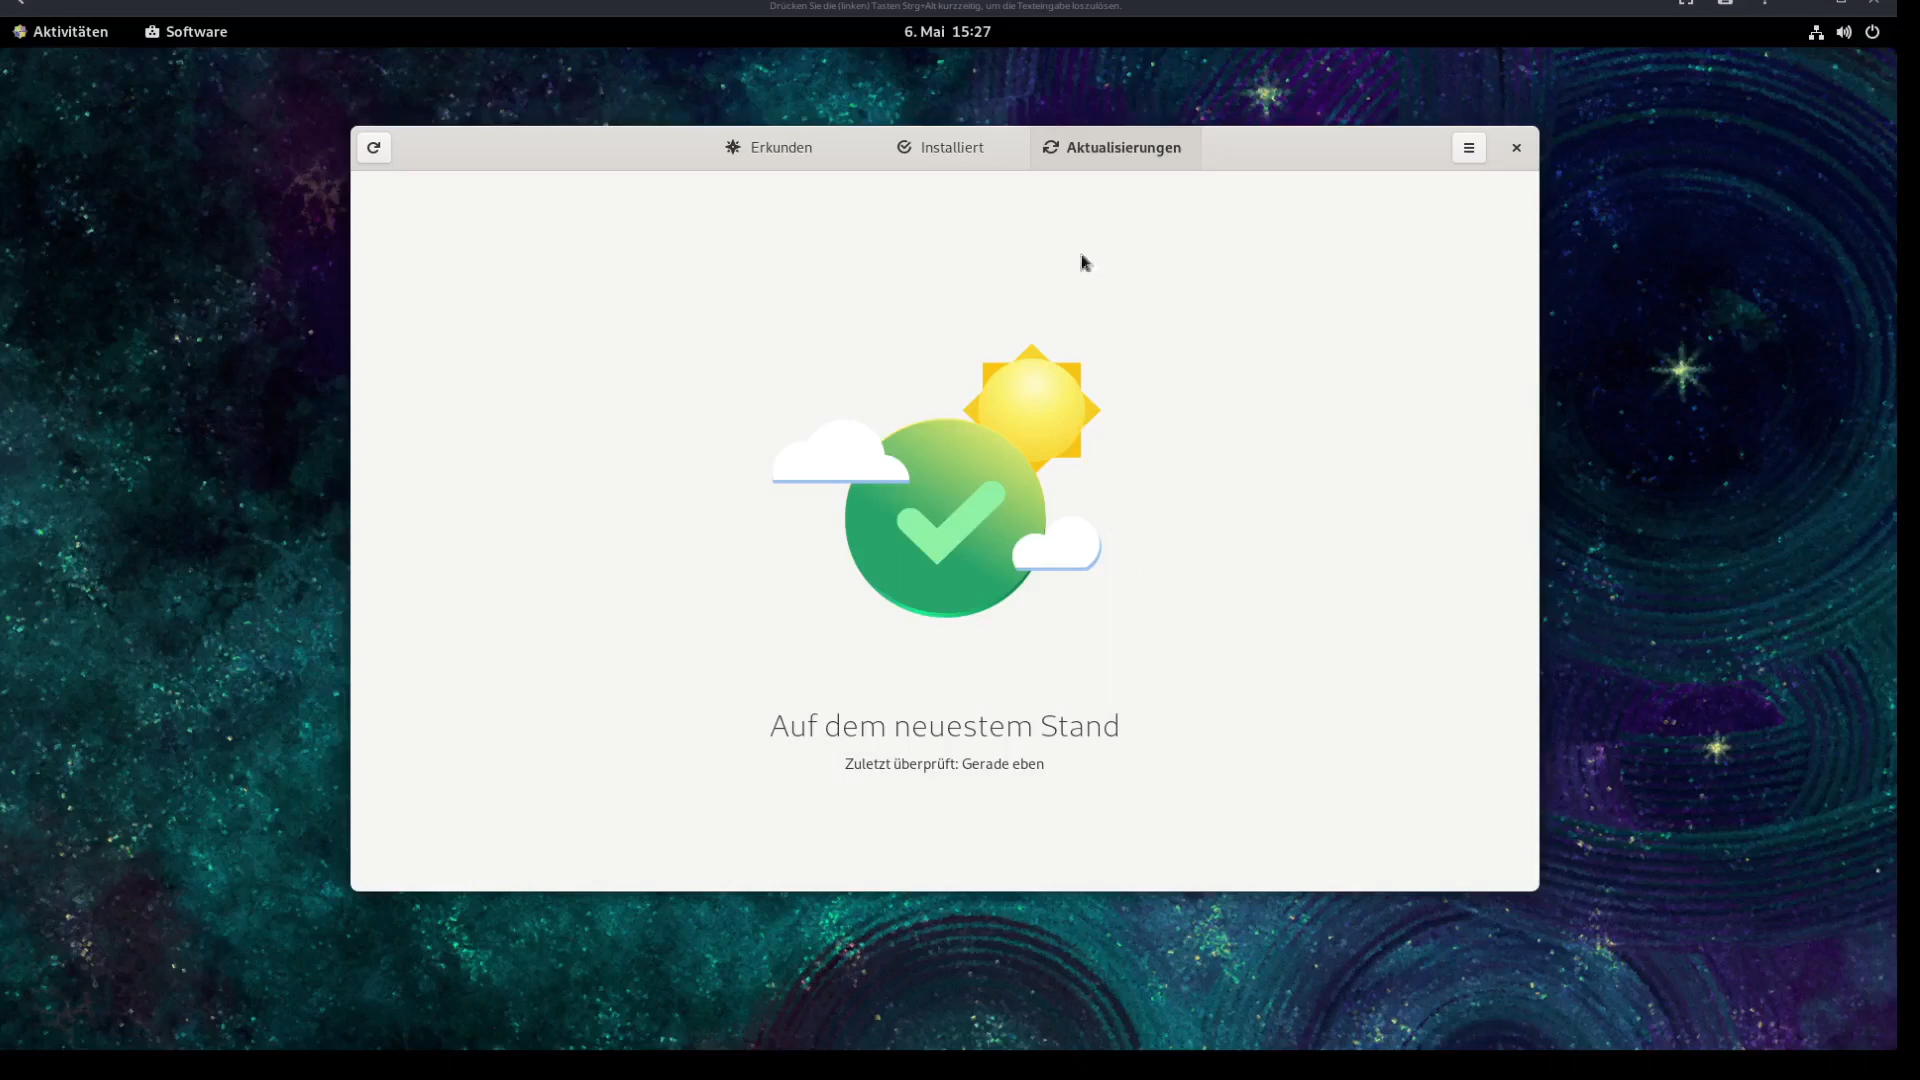 Drücken Sie die (linken) Tasten Strg+Alt kurzzeitig, um die Texteingabe loszulösen.
Aktivitäten Software 6. Mai 15:27
Erkunden Installiert Aktualisierungen
Auf dem neuestem Stand
Zuletzt überprüft: Gerade eben